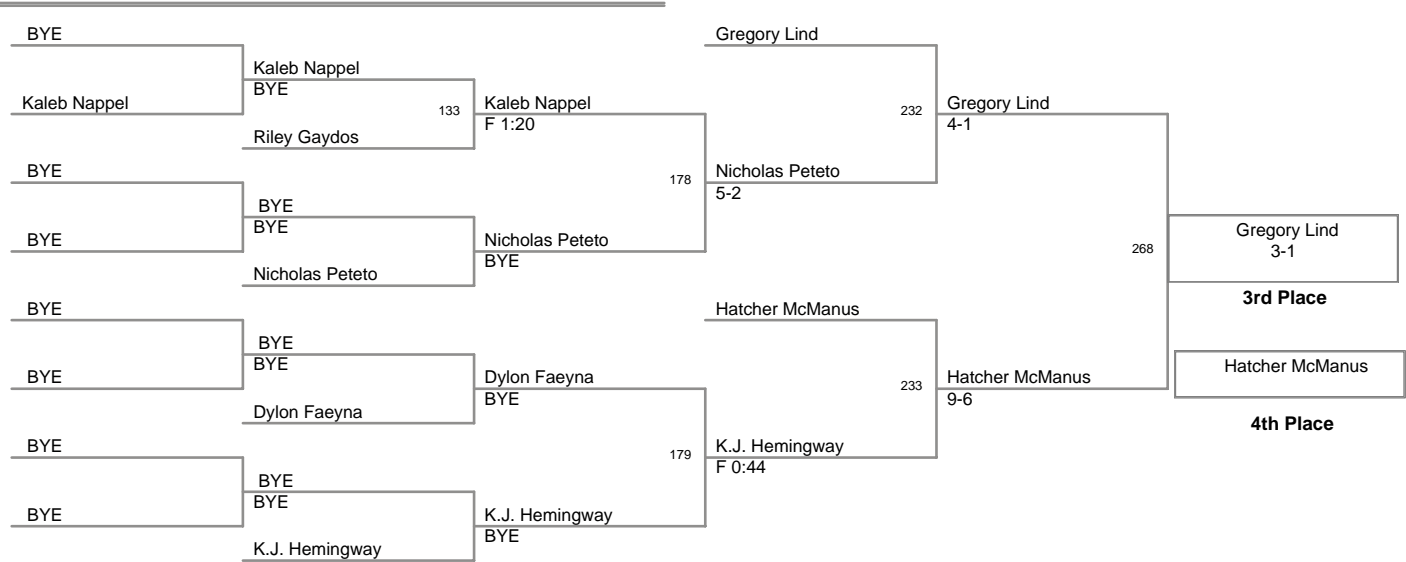 BYE
Gregory Lind
Kaleb Nappel
BYE
Kaleb Nappel
133
Kaleb Nappel
F 1:20
232
Gregory Lind
4-1
Riley Gaydos
BYE
178
Nicholas Peteto
5-2
BYE
BYE
BYE
Nicholas Peteto
BYE
268
Gregory Lind
3-1
Nicholas Peteto
3rd Place
BYE
Hatcher McManus
BYE
BYE
BYE
Dylon Faeyna
BYE
233
Hatcher McManus
9-6
Hatcher McManus
Dylon Faeyna
4th Place
BYE
179
K.J. Hemingway
F 0:44
BYE
BYE
BYE
K.J. Hemingway
BYE
K.J. Hemingway